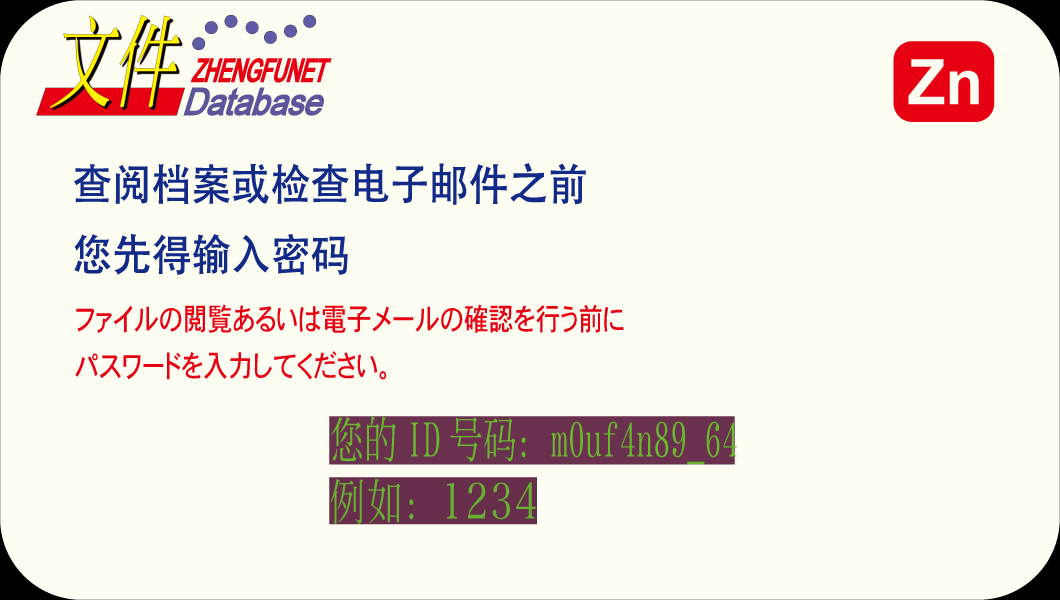 文件
ZHENGFUNET
Database
Zn
查阅档案或检查电子邮件之前
您先得输入密码
ファイルの閲覧あるいは電子メールの確認を行う前に
パスワードを入力してください。
您的 ID 号码: m0uf4n89_64
例如: 1234